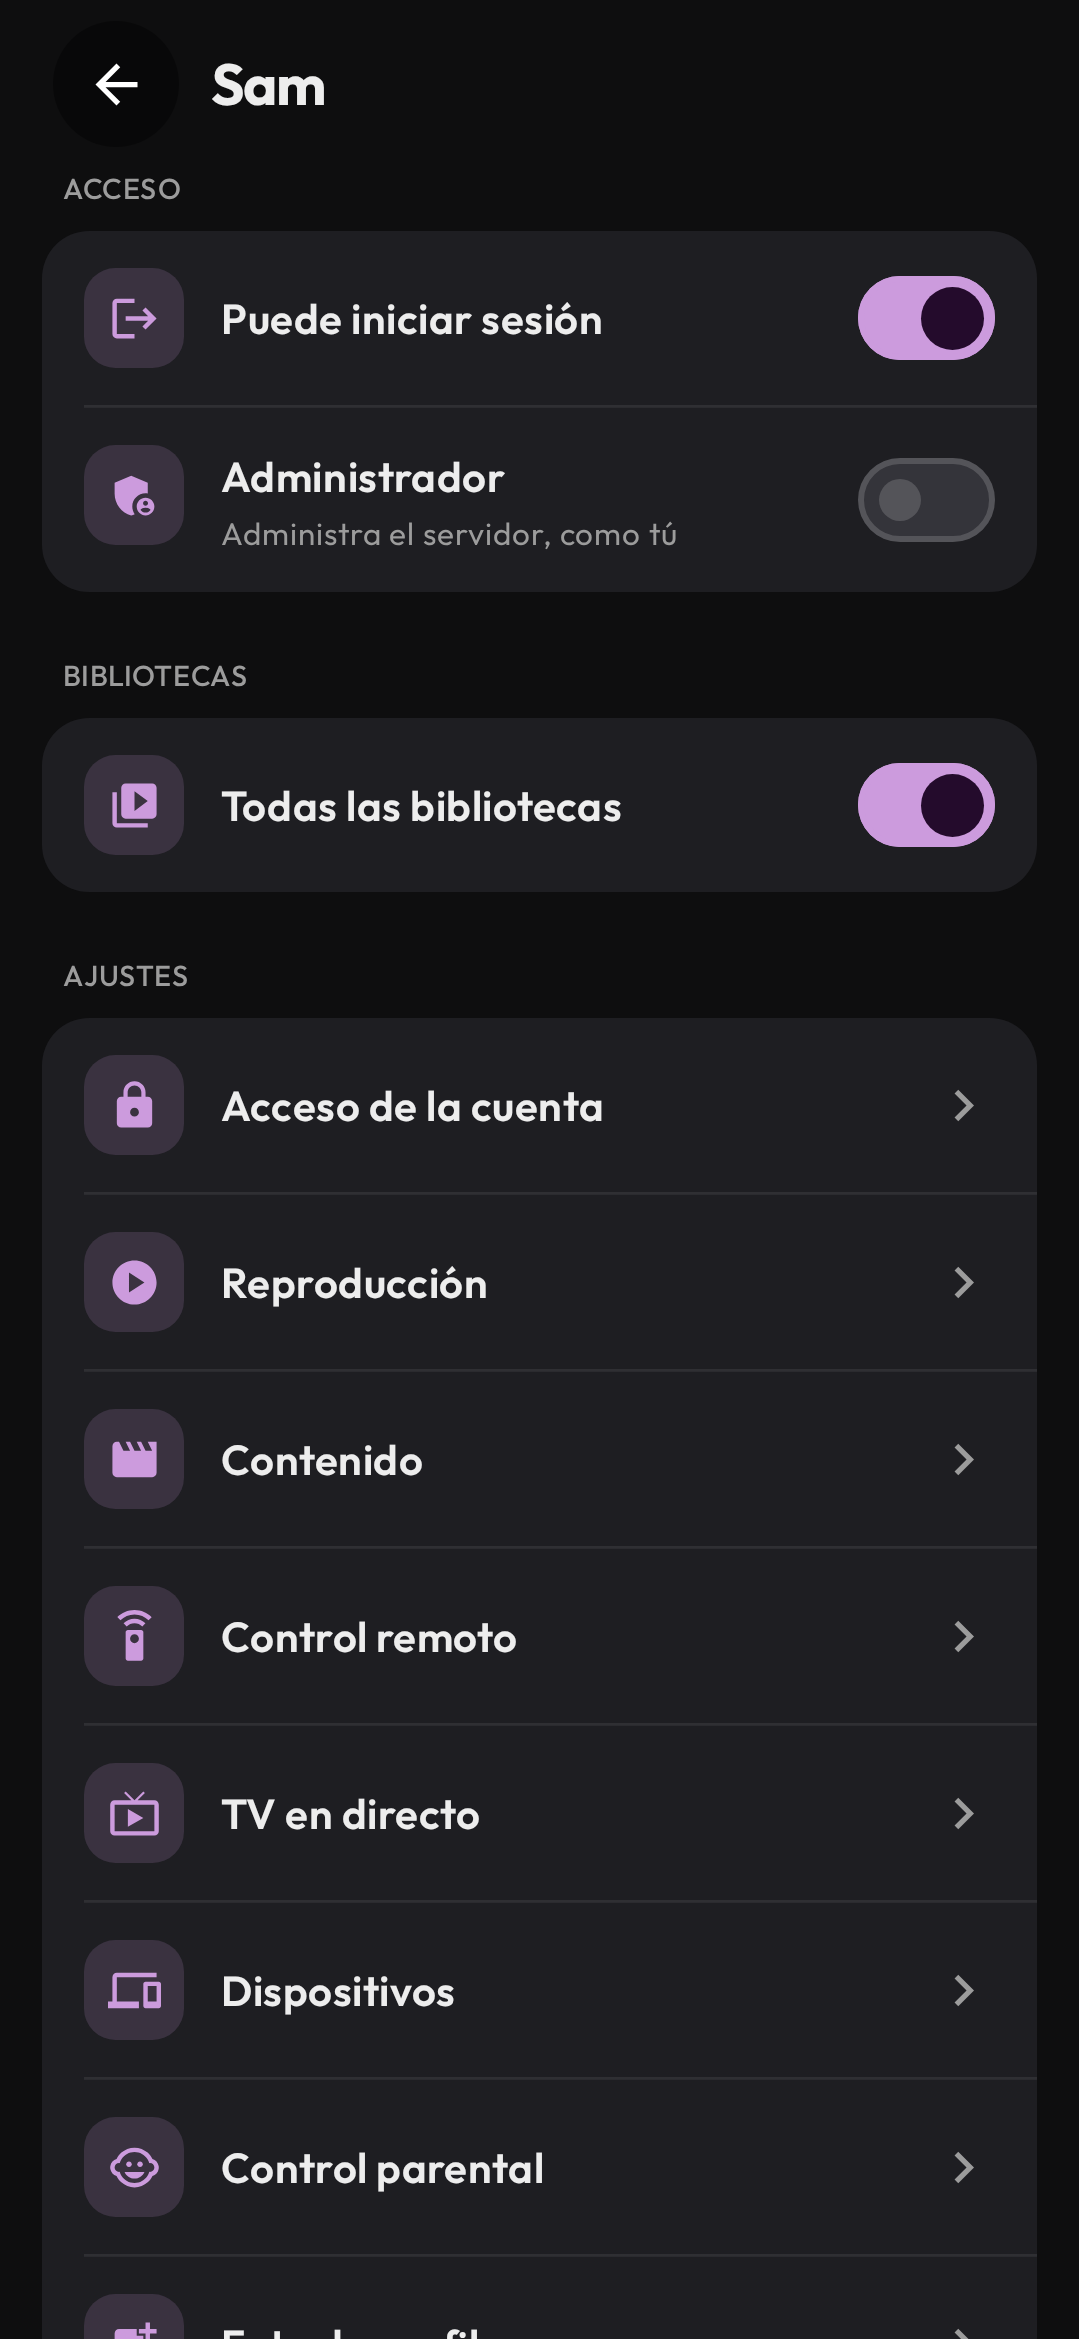 Sam
ACCESO
Puede iniciar sesión
Administrador
Administra el servidor, como tú
BIBLIOTECAS
Todas las bibliotecas
AJUSTES
Acceso de la cuenta
Reproducción
Contenido
Control remoto
TV en directo
Dispositivos
Control parental